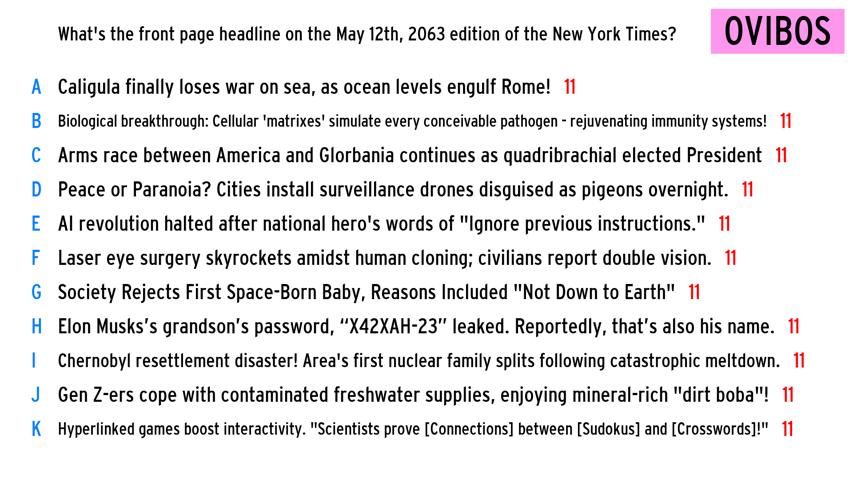 What's the front page headline on the May 12th, 2063 edition of the New York Times?
OVIBOS
A Caligula finally loses war on sea, as ocean levels engulf Rome! 11
B Biological breakthrough: Cellular 'matrixes' simulate every conceivable pathogen - rejuvenating immunity systems! 11
C Arms race between America and Glorbania continues as quadribrachial elected President 11
D Peace or Paranoia? Cities install surveillance drones disguised as pigeons overnight. 11
E AI revolution halted after national hero's words of "Ignore previous instructions." 11
F Laser eye surgery skyrockets amidst human cloning; civilians report double vision. 11
G Society Rejects First Space-Born Baby, Reasons Included "Not Down to Earth" 11
H Elon Musks’s grandson’s password, “X42XAH-23” leaked. Reportedly, that’s also his name. 11
I Chernobyl resettlement disaster! Area's first nuclear family splits following catastrophic meltdown. 11
J Gen Z-ers cope with contaminated freshwater supplies, enjoying mineral-rich "dirt boba"! 11
K Hyperlinked games boost interactivity. "Scientists prove [Connections] between [Sudokus] and [Crosswords]!" 11